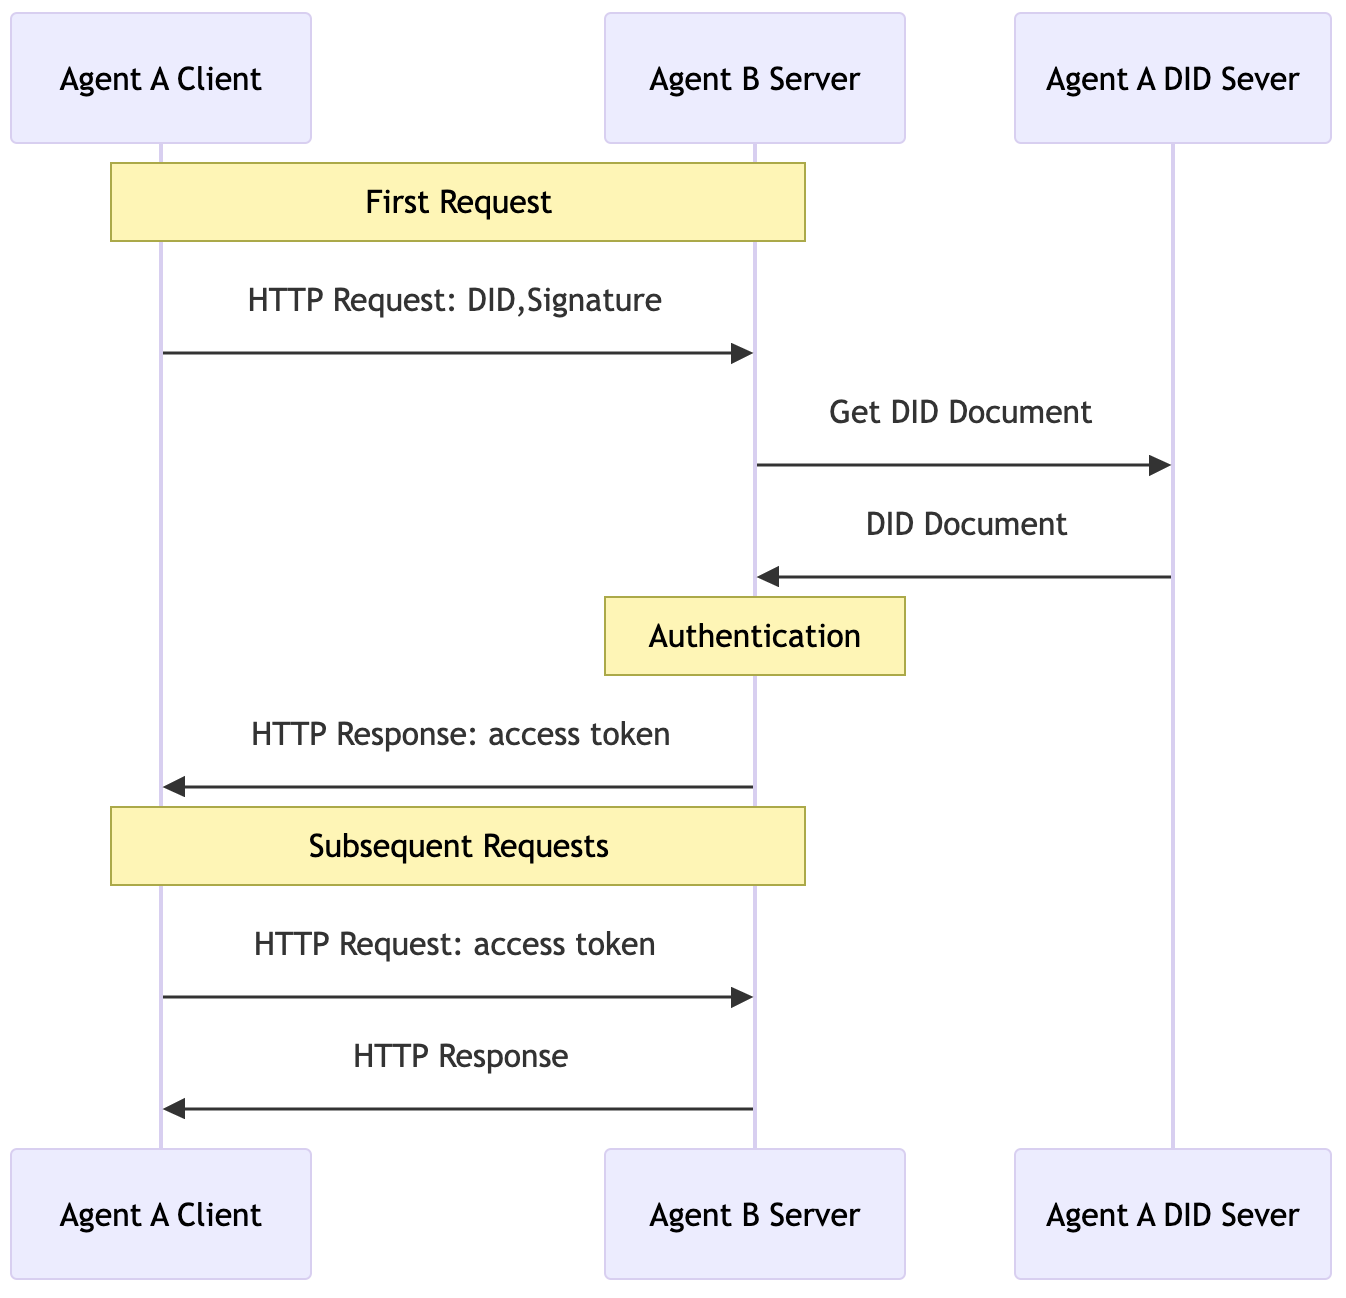 Agent A Client
Agent B Server
Agent A DID Sever
First Request
HTTP Request: DID,Signature
Get DID Document
DID Document
Authentication
HTTP Response: access token
Subsequent Requests
HTTP Request: access token
HTTP Response
Agent A Client
Agent B Server
Agent A DID Sever